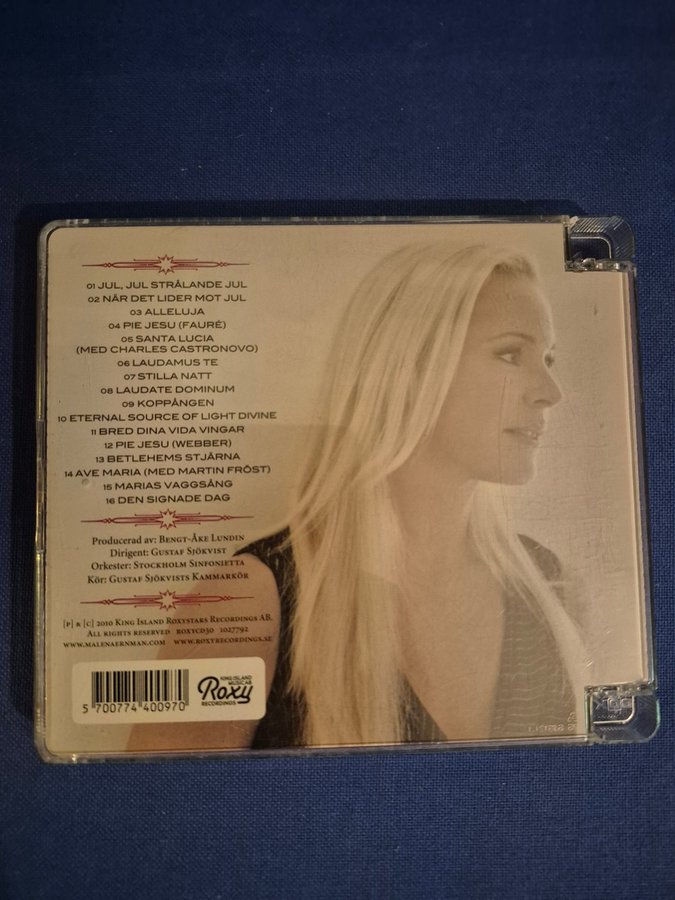 01 JUL, JUL STRÅLANDE JUL
02 NÄR DET LIDER MOT JUL
03 ALLELUJA
04 PIE JESU (FAURÉ)
05 SANTA LUCIA
(MED CHARLES CASTRONOVO)
06 LAUDAMUS TE
07 STILLA NATT
08 LAUDATE DOMINUM
09 KOPPÅNGEN
10 ETERNAL SOURCE OF LIGHT DIVINE
11 BRED DINA VIDA VINGAR
12 PIE JESU (WEBBER)
13 BETLEHEMS STJÄRNA
14 AVE MARIA (MED MARTIN FRÖST)
15 MARIAS VAGGSÅNG
16 DEN SIGNADE DAG
Producerad av: BENGT-ÅKE LUNDIN
Dirigent: GUSTAF SJÖKVIST
Orkester: STOCKHOLM SINFONIETTA
Kör: GUSTAF SJÖKVISTS KAMMARKÖR
[P] & [C] 2010 KING ISLAND ROXYSTARS RECORDINGS AB.
ALL RIGHTS RESERVED ROXYCD30 1027792
WWW.MALENAERNMAN.COM WWW.ROXYRECORDINGS.SE
5 700774 400970
KING ISLAND
MUSIC AB
Roxy
RECORDINGS